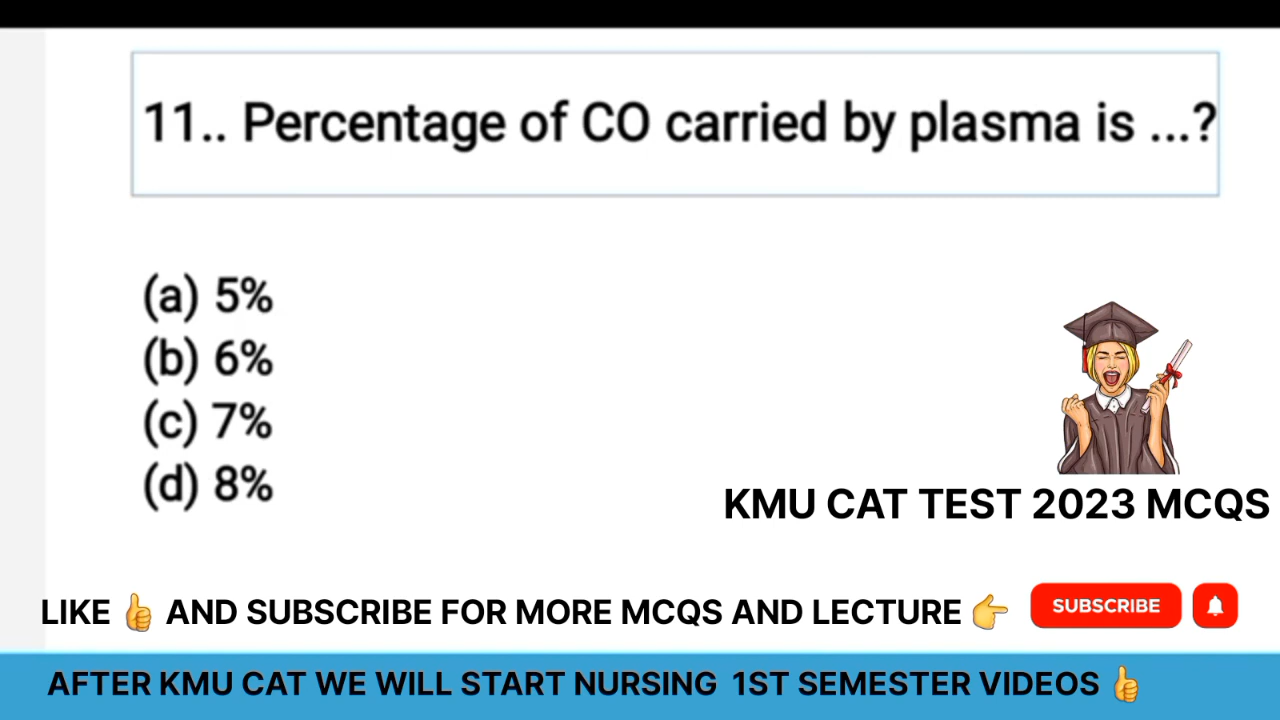 11.. Percentage of CO carried by plasma is ...?
(a) 5%
(b) 6%
(c) 7%
(d) 8%
KMU CAT TEST 2023 MCQS
LIKE 👍 AND SUBSCRIBE FOR MORE MCQS AND LECTURE 👉 SUBSCRIBE
AFTER KMU CAT WE WILL START NURSING 1ST SEMESTER VIDEOS 👍